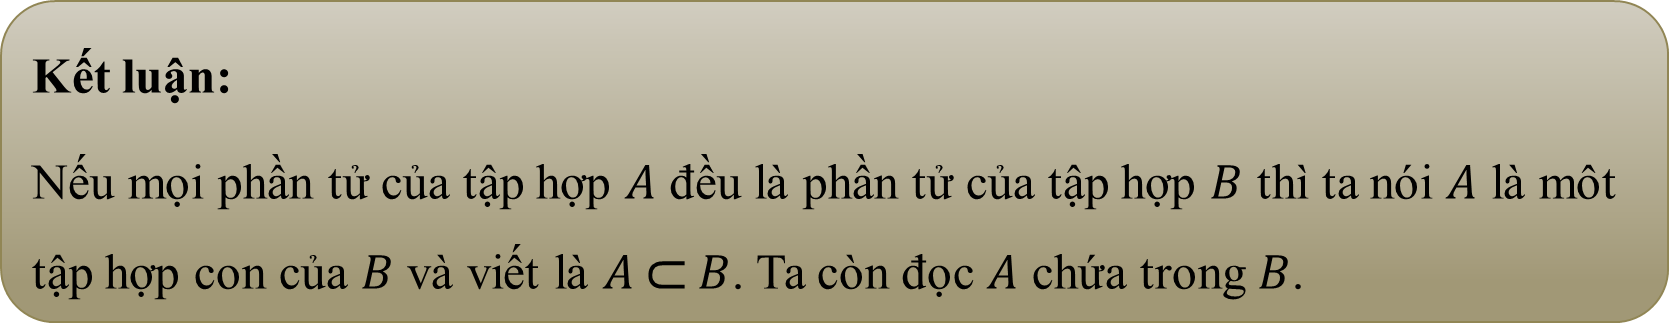 Kết luận:
Nếu mọi phần tử của tập hợp A đều là phần tử của tập hợp B thì ta nói A là môt
tập hợp con của B và viết là A ⊂ B. Ta còn đọc A chứa trong B.